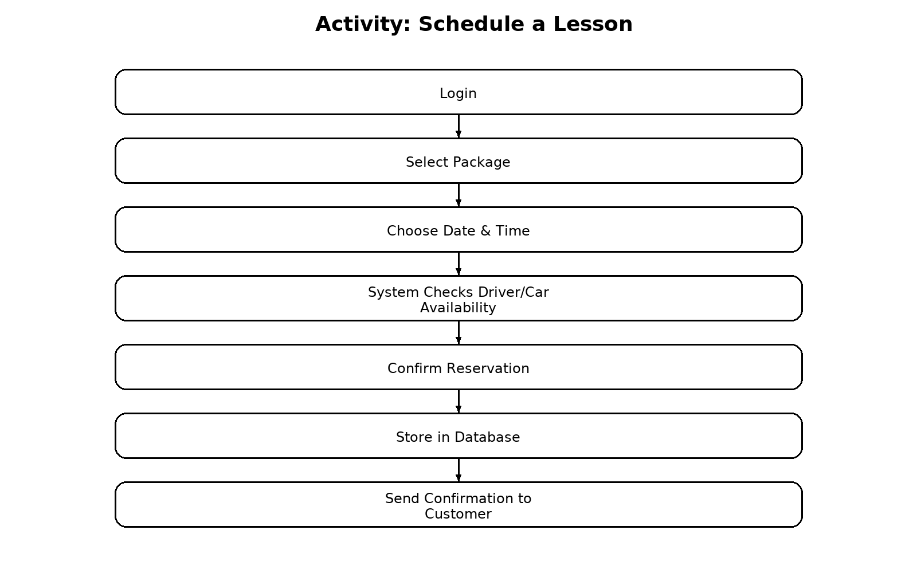 Activity: Schedule a Lesson
Login
Select Package
Choose Date & Time
System Checks Driver/Car
Availability
Confirm Reservation
Store in Database
Send Confirmation to
Customer